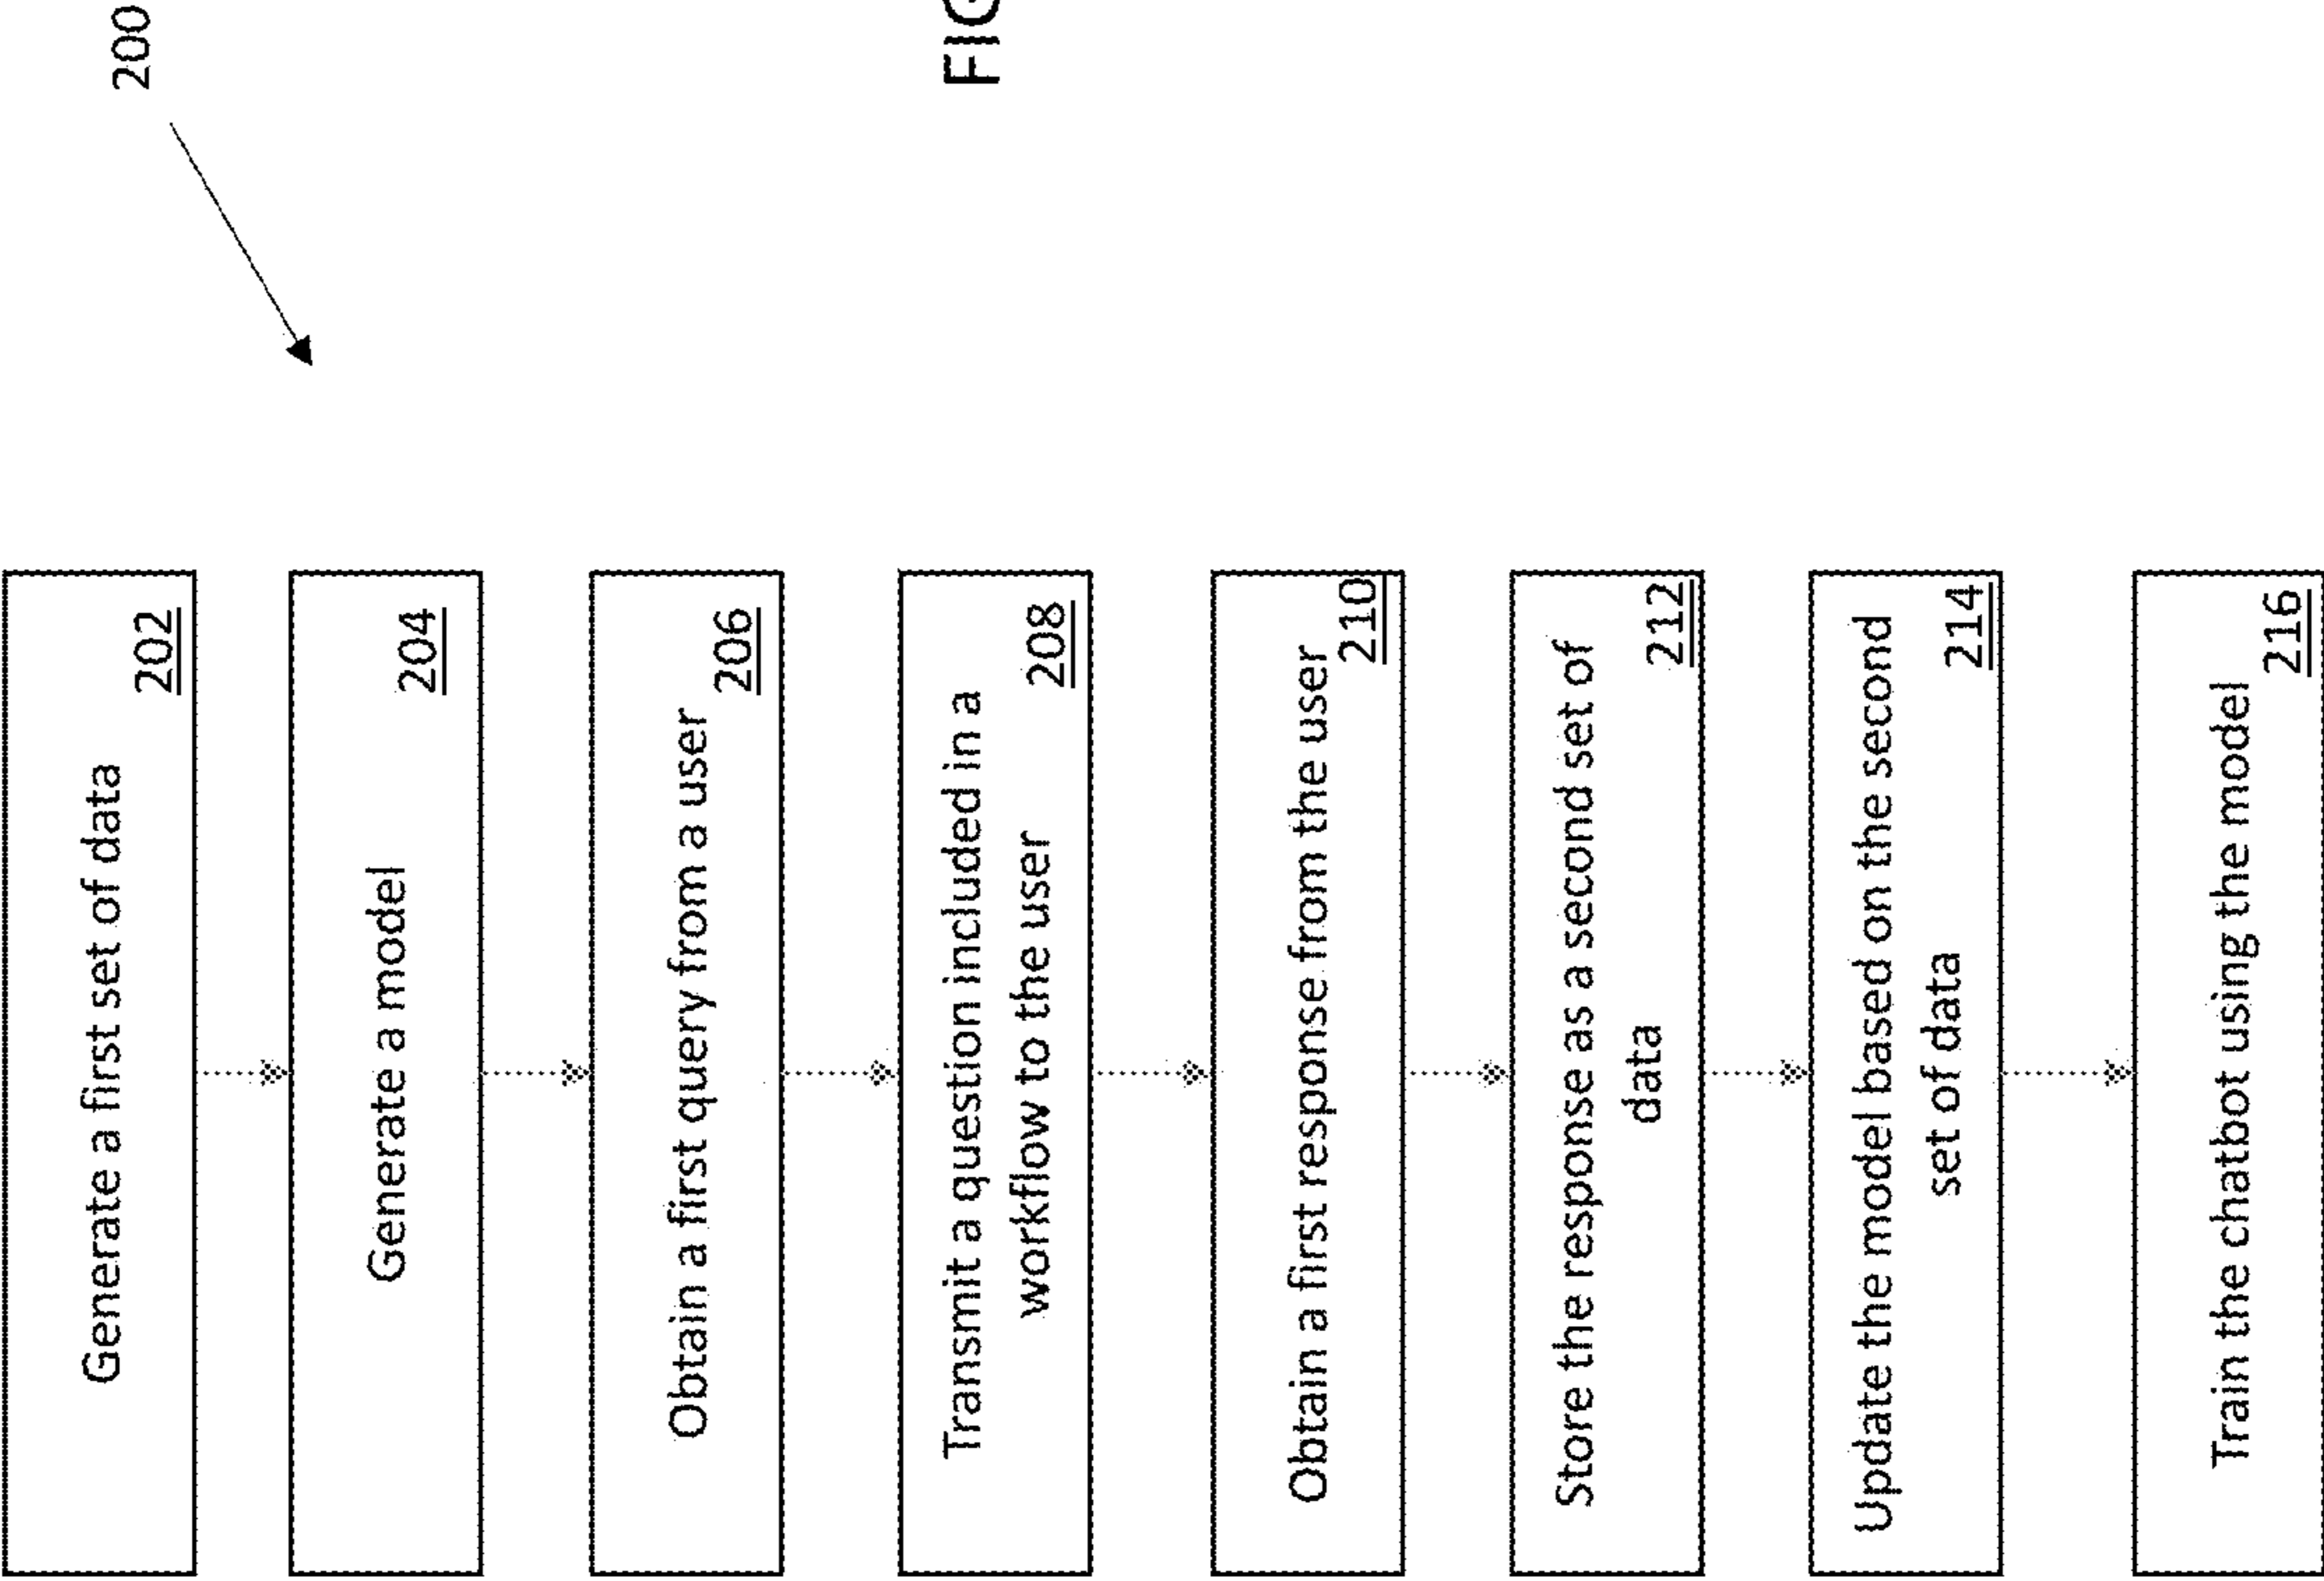 200
Generate a first set of data
202
Generate a model
204
Obtain a first query from a user
206
Transmit a question included in a
workflow to the user
208
Obtain a first response from the user
210
Store the response as a second set of
data
212
Update the model based on the second
set of data
214
Train the chatbot using the model
216